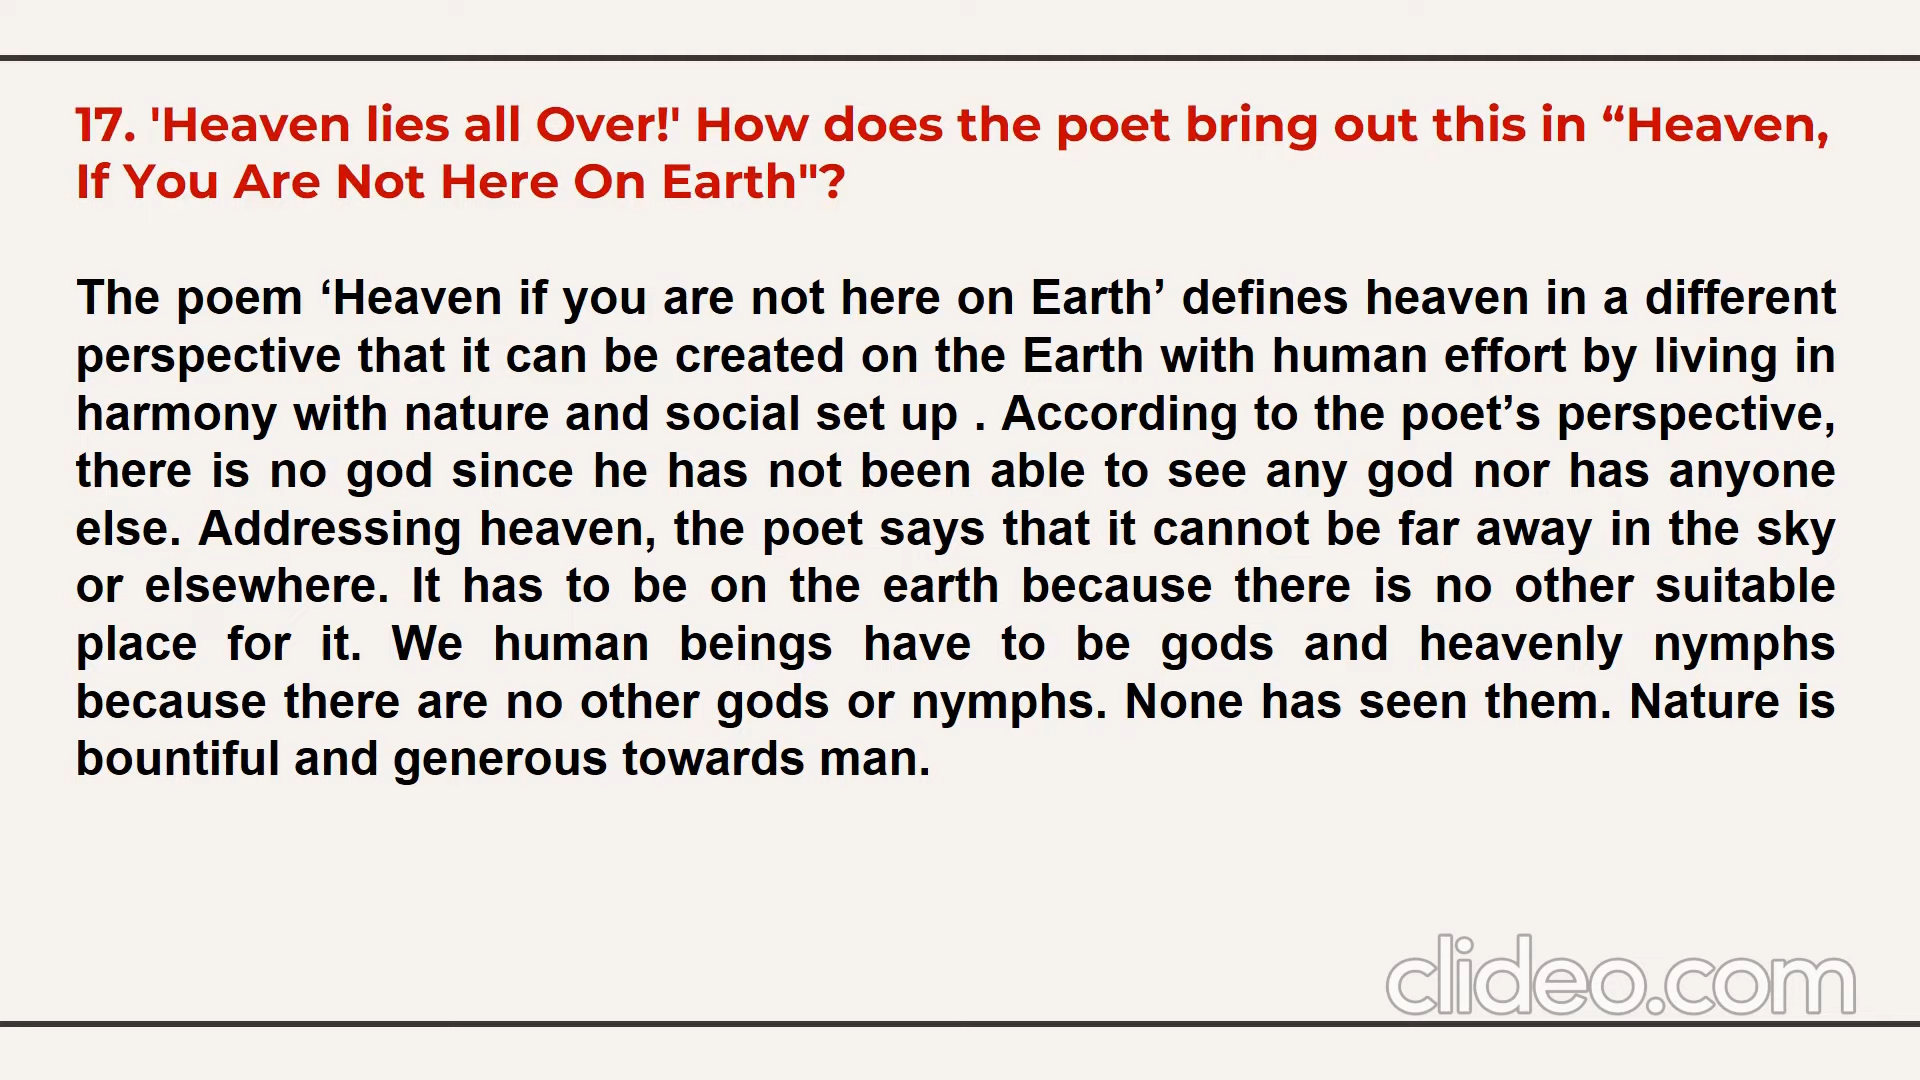 17. 'Heaven lies all Over!' How does the poet bring out this in “Heaven,
If You Are Not Here On Earth"?
The poem ‘Heaven if you are not here on Earth’ defines heaven in a different
perspective that it can be created on the Earth with human effort by living in
harmony with nature and social set up . According to the poet’s perspective,
there is no god since he has not been able to see any god nor has anyone
else. Addressing heaven, the poet says that it cannot be far away in the sky
or elsewhere. It has to be on the earth because there is no other suitable
place for it. We human beings have to be gods and heavenly nymphs
because there are no other gods or nymphs. None has seen them. Nature is
bountiful and generous towards man.
clideo.com